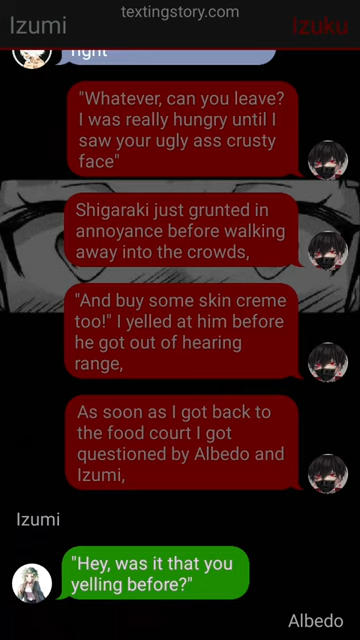 textingstory.com
Izumi
Izuku
right
"Whatever, can you leave?
I was really hungry until I
saw your ugly ass crusty
face"
Shigaraki just grunted in
annoyance before walking
away into the crowds,
"And buy some skin creme
too!" I yelled at him before
he got out of hearing
range,
As soon as I got back to
the food court I got
questioned by Albedo and
Izumi,
Izumi
"Hey, was it that you
yelling before?"
Albedo